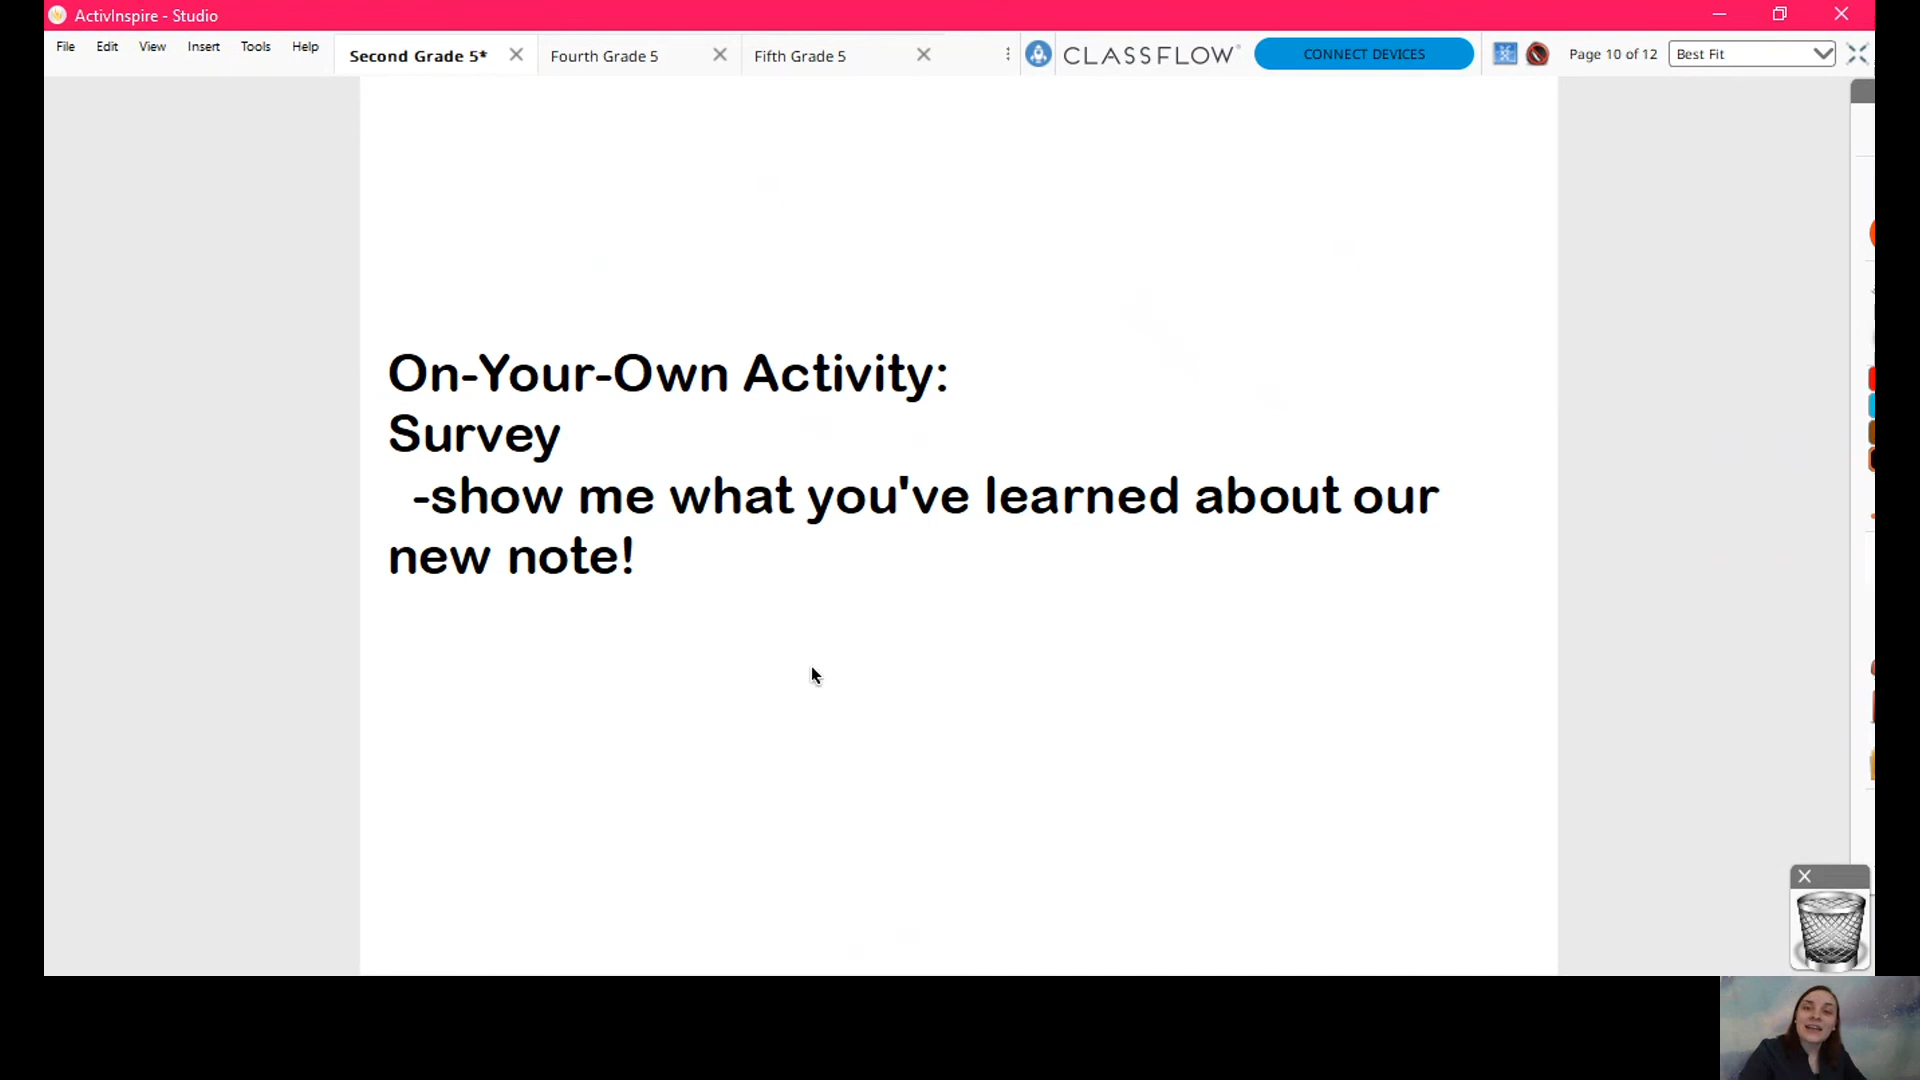 ActivInspire - Studio
File Edit View Insert Tools Help
Second Grade 5*
Fourth Grade 5
Fifth Grade 5
CLASSFLOW
CONNECT DEVICES
Page 10 of 12
Best Fit
On-Your-Own Activity:
Survey
-show me what you've learned about our
new note!